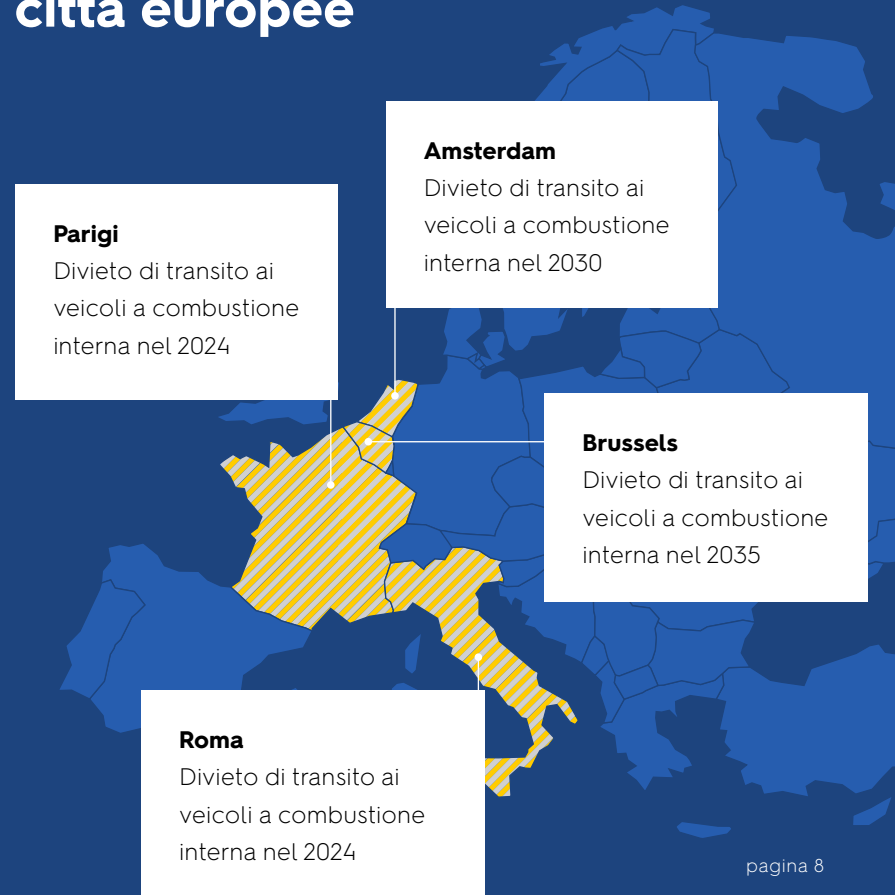 città europee
Amsterdam
Divieto di transito ai
veicoli a combustione
interna nel 2030
Parigi
Divieto di transito ai
veicoli a combustione
interna nel 2024
Brussels
Divieto di transito ai
veicoli a combustione
interna nel 2035
Roma
Divieto di transito ai
veicoli a combustione
interna nel 2024
pagina 8